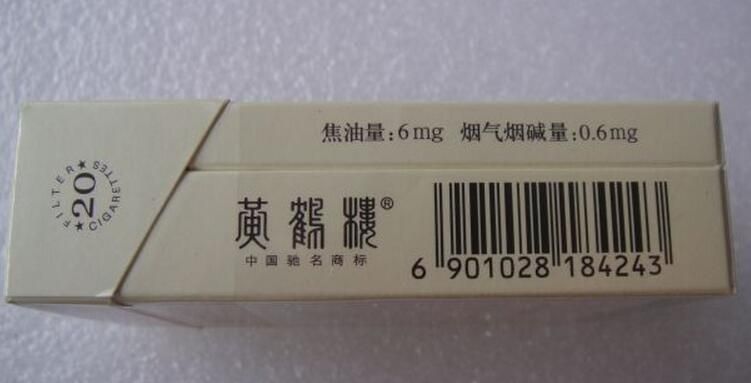 焦油量:6mg 烟气烟碱量:0.6mg
FILTER
20
CIGARETTES
黄鹤楼®
中国驰名商标
6 901028 184243